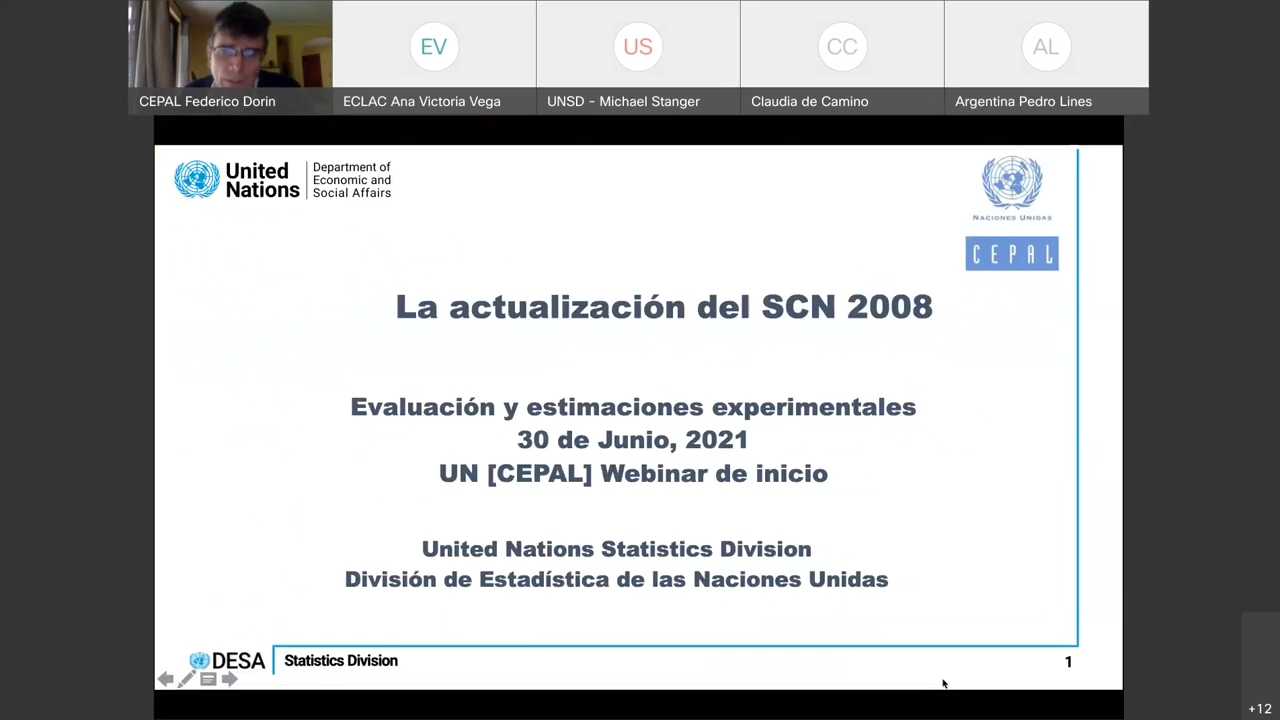 EV
US
CC
AL
CEPAL Federico Dorin
ECLAC Ana Victoria Vega
UNSD - Michael Stanger
Claudia de Camino
Argentina Pedro Lines
United
Nations
Department of
Economic and
Social Affairs
NACIONES UNIDAS
CEPAL
La actualización del SCN 2008
Evaluación y estimaciones experimentales
30 de Junio, 2021
UN [CEPAL] Webinar de inicio
United Nations Statistics Division
División de Estadística de las Naciones Unidas
DESA
Statistics Division
1
+12